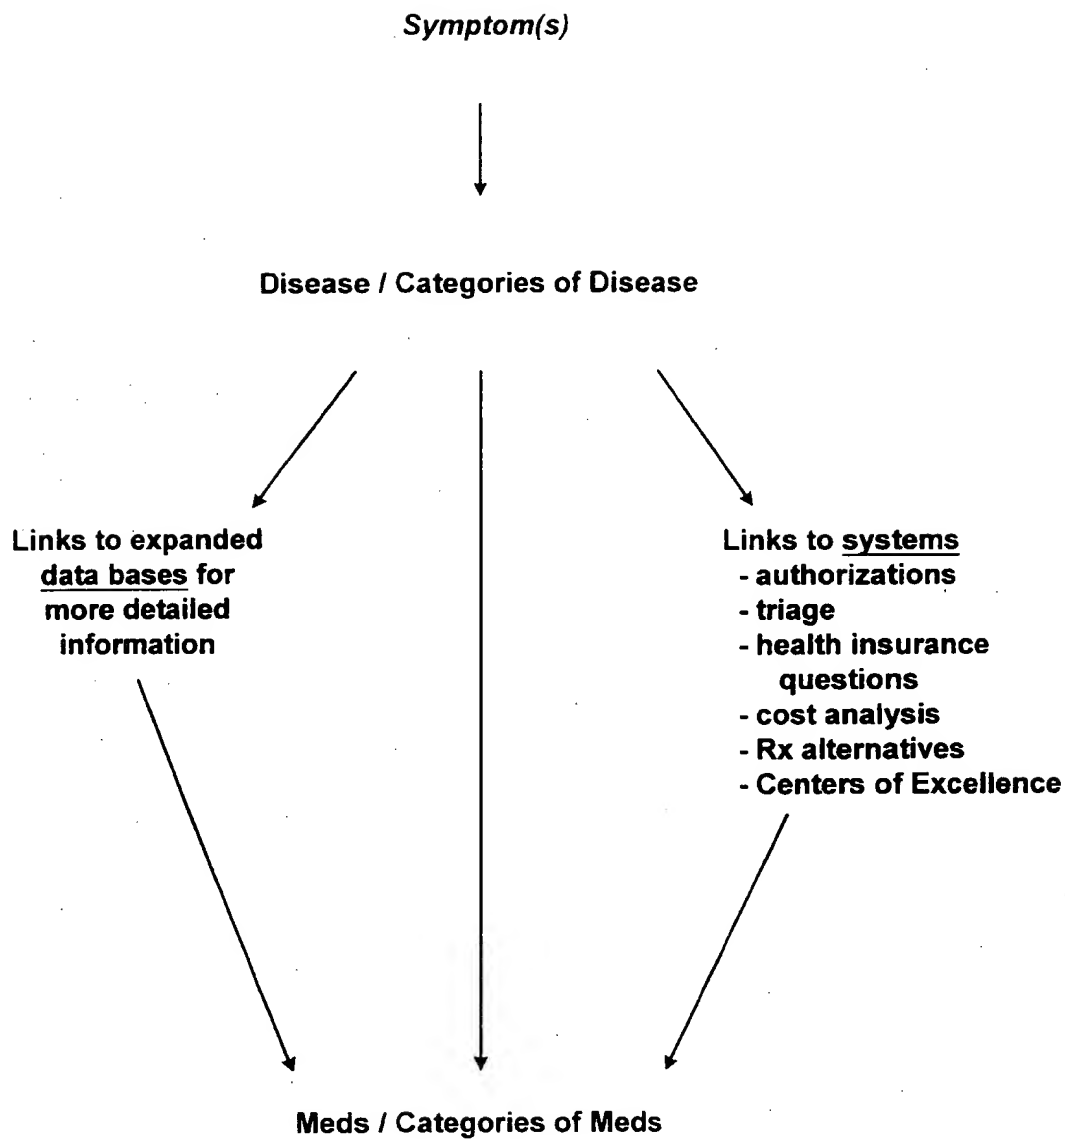 Symptom(s)
Disease / Categories of Disease
Links to expanded
data bases for
more detailed
information
Links to systems
- authorizations
- triage
- health insurance
questions
- cost analysis
- Rx alternatives
- Centers of Excellence
Meds / Categories of Meds